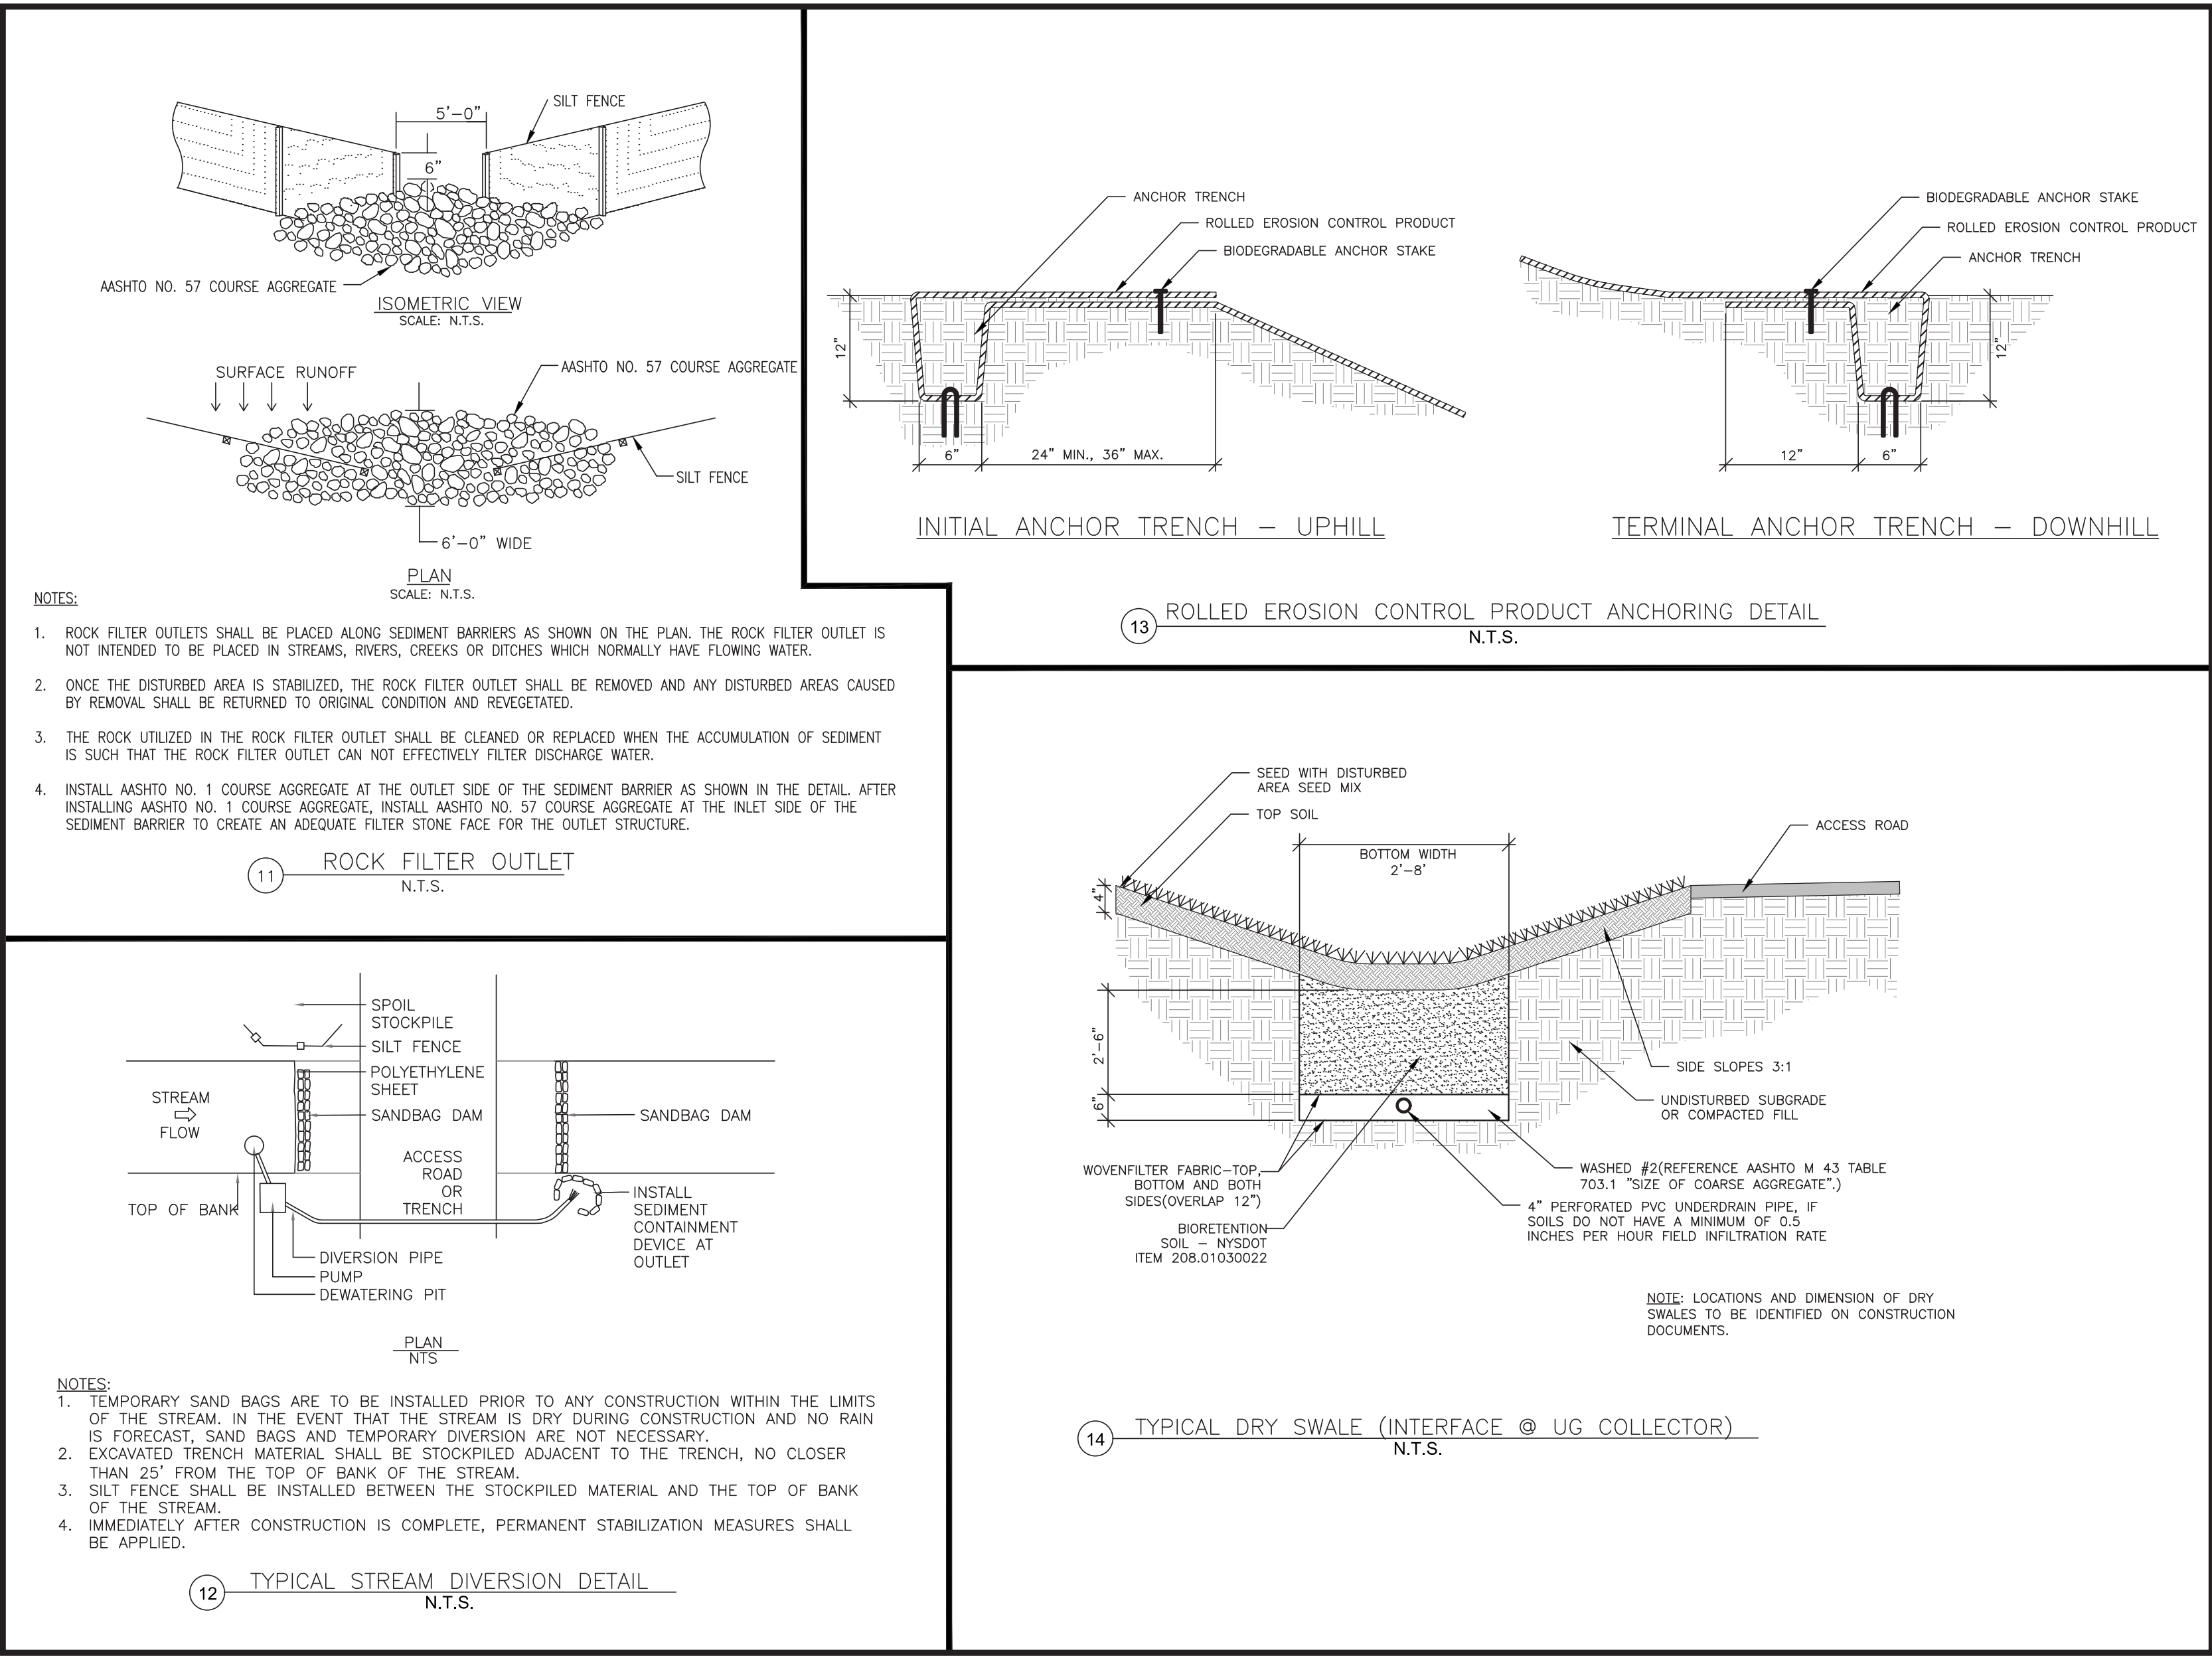 5'-0"
SILT FENCE
6"
AASHTO NO. 57 COURSE AGGREGATE
ISOMETRIC VIEW
SCALE: N.T.S.
SURFACE RUNOFF
AASHTO NO. 57 COURSE AGGREGATE
SILT FENCE
6'-0" WIDE
PLAN
SCALE: N.T.S.
NOTES:
1. ROCK FILTER OUTLETS SHALL BE PLACED ALONG SEDIMENT BARRIERS AS SHOWN ON THE PLAN. THE ROCK FILTER OUTLET IS
NOT INTENDED TO BE PLACED IN STREAMS, RIVERS, CREEKS OR DITCHES WHICH NORMALLY HAVE FLOWING WATER.
2. ONCE THE DISTURBED AREA IS STABILIZED, THE ROCK FILTER OUTLET SHALL BE REMOVED AND ANY DISTURBED AREAS CAUSED
BY REMOVAL SHALL BE RETURNED TO ORIGINAL CONDITION AND REVEGETATED.
3. THE ROCK UTILIZED IN THE ROCK FILTER OUTLET SHALL BE CLEANED OR REPLACED WHEN THE ACCUMULATION OF SEDIMENT
IS SUCH THAT THE ROCK FILTER OUTLET CAN NOT EFFECTIVELY FILTER DISCHARGE WATER.
4. INSTALL AASHTO NO. 1 COURSE AGGREGATE AT THE OUTLET SIDE OF THE SEDIMENT BARRIER AS SHOWN IN THE DETAIL. AFTER
INSTALLING AASHTO NO. 1 COURSE AGGREGATE, INSTALL AASHTO NO. 57 COURSE AGGREGATE AT THE INLET SIDE OF THE
SEDIMENT BARRIER TO CREATE AN ADEQUATE FILTER STONE FACE FOR THE OUTLET STRUCTURE.
11 ROCK FILTER OUTLET
N.T.S.
SPOIL
STOCKPILE
SILT FENCE
POLYETHYLENE
SHEET
SANDBAG DAM
SANDBAG DAM
STREAM
FLOW
ACCESS
ROAD
OR
TRENCH
TOP OF BANK
INSTALL
SEDIMENT
CONTAINMENT
DEVICE AT
OUTLET
DIVERSION PIPE
PUMP
DEWATERING PIT
PLAN
NTS
NOTES:
1. TEMPORARY SAND BAGS ARE TO BE INSTALLED PRIOR TO ANY CONSTRUCTION WITHIN THE LIMITS
OF THE STREAM. IN THE EVENT THAT THE STREAM IS DRY DURING CONSTRUCTION AND NO RAIN
IS FORECAST, SAND BAGS AND TEMPORARY DIVERSION ARE NOT NECESSARY.
2. EXCAVATED TRENCH MATERIAL SHALL BE STOCKPILED ADJACENT TO THE TRENCH, NO CLOSER
THAN 25' FROM THE TOP OF BANK OF THE STREAM.
3. SILT FENCE SHALL BE INSTALLED BETWEEN THE STOCKPILED MATERIAL AND THE TOP OF BANK
OF THE STREAM.
4. IMMEDIATELY AFTER CONSTRUCTION IS COMPLETE, PERMANENT STABILIZATION MEASURES SHALL
BE APPLIED.
12 TYPICAL STREAM DIVERSION DETAIL
N.T.S.
ANCHOR TRENCH
ROLLED EROSION CONTROL PRODUCT
BIODEGRADABLE ANCHOR STAKE
12"
6"
24" MIN., 36" MAX.
INITIAL ANCHOR TRENCH – UPHILL
BIODEGRADABLE ANCHOR STAKE
ROLLED EROSION CONTROL PRODUCT
ANCHOR TRENCH
12"
12"
6"
TERMINAL ANCHOR TRENCH – DOWNHILL
13 ROLLED EROSION CONTROL PRODUCT ANCHORING DETAIL
N.T.S.
SEED WITH DISTURBED
AREA SEED MIX
TOP SOIL
BOTTOM WIDTH
2'-8'
ACCESS ROAD
4"
2'-6"
6"
SIDE SLOPES 3:1
UNDISTURBED SUBGRADE
OR COMPACTED FILL
WOVENFILTER FABRIC-TOP,
BOTTOM AND BOTH
SIDES(OVERLAP 12")
BIORETENTION
SOIL – NYSDOT
ITEM 208.01030022
WASHED #2(REFERENCE AASHTO M 43 TABLE
703.1 "SIZE OF COARSE AGGREGATE".)
4" PERFORATED PVC UNDERDRAIN PIPE, IF
SOILS DO NOT HAVE A MINIMUM OF 0.5
INCHES PER HOUR FIELD INFILTRATION RATE
NOTE: LOCATIONS AND DIMENSION OF DRY
SWALES TO BE IDENTIFIED ON CONSTRUCTION
DOCUMENTS.
14 TYPICAL DRY SWALE (INTERFACE @ UG COLLECTOR)
N.T.S.